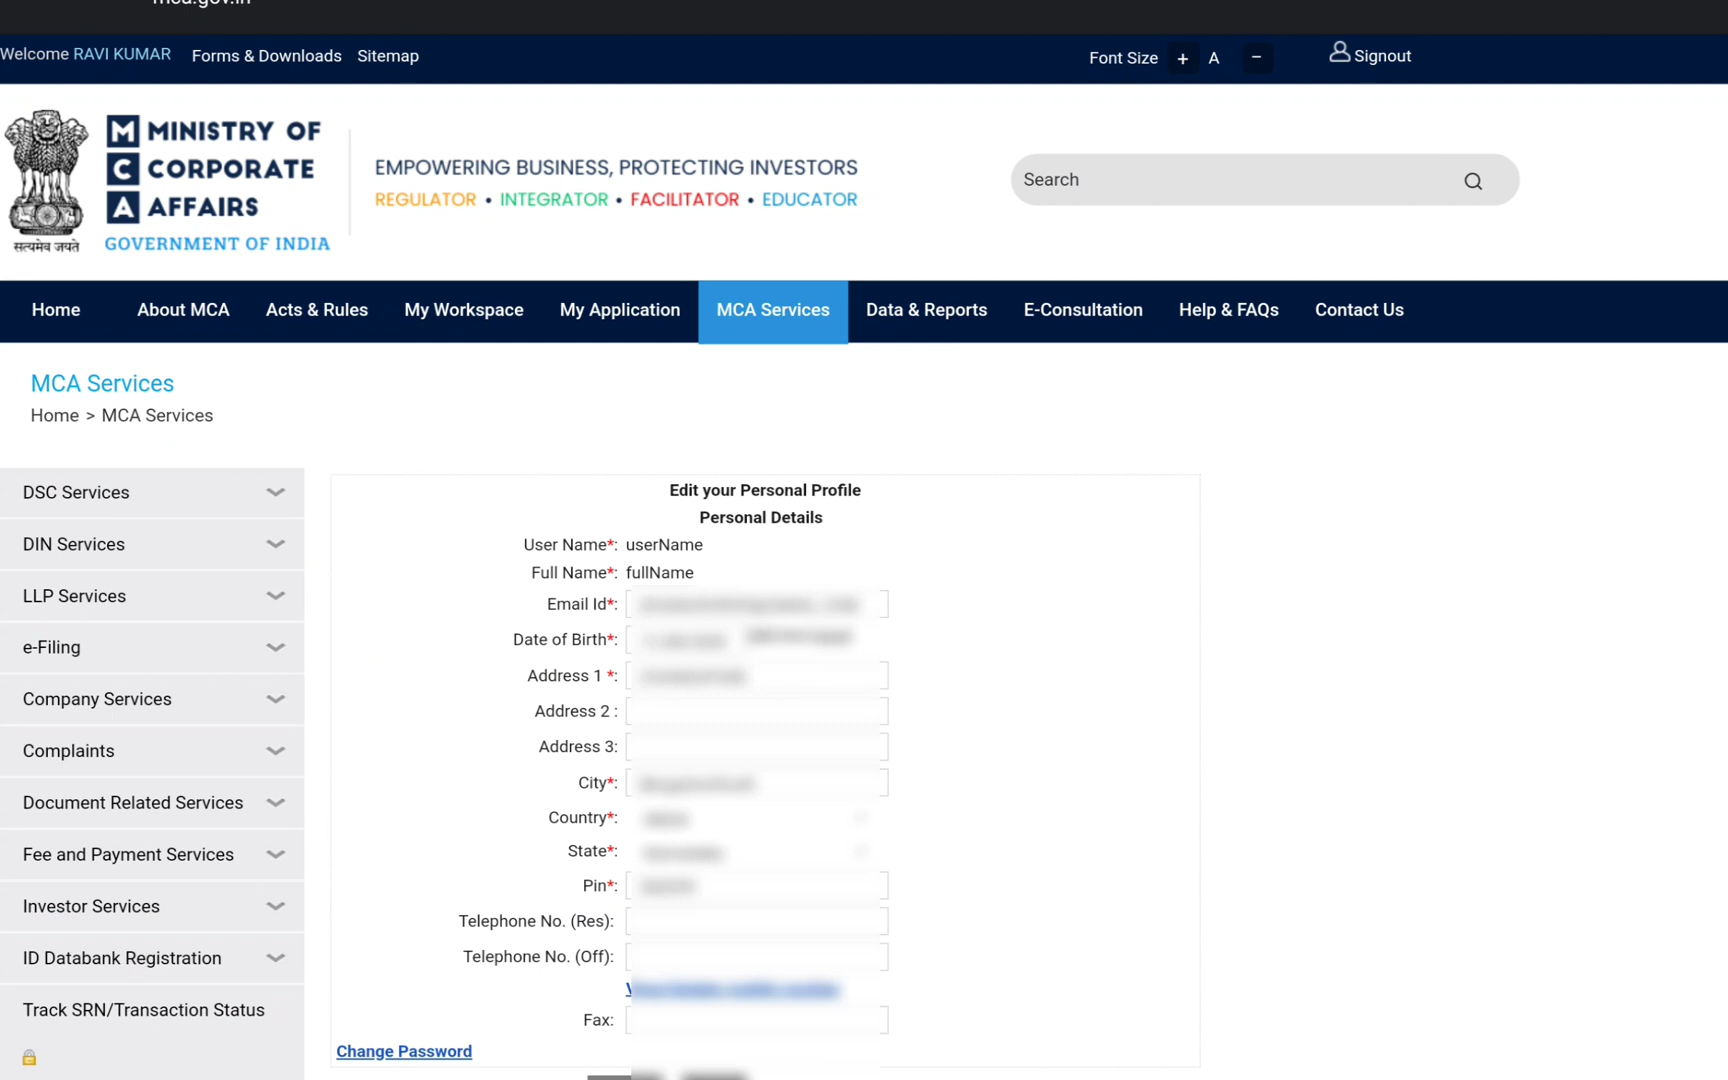 Welcome RAVI KUMAR Forms & Downloads Sitemap Font Size + A − Signout
MINISTRY OF
CORPORATE
AFFAIRS
GOVERNMENT OF INDIA
सत्यमेव जयते
EMPOWERING BUSINESS, PROTECTING INVESTORS
REGULATOR • INTEGRATOR • FACILITATOR • EDUCATOR
Search
Home About MCA Acts & Rules My Workspace My Application MCA Services Data & Reports E-Consultation Help & FAQs Contact Us
MCA Services
Home > MCA Services
DSC Services
DIN Services
LLP Services
e-Filing
Company Services
Complaints
Document Related Services
Fee and Payment Services
Investor Services
ID Databank Registration
Track SRN/Transaction Status
Edit your Personal Profile
Personal Details
User Name*: userName
Full Name*: fullName
Email Id*:
Date of Birth*:
Address 1 *:
Address 2 :
Address 3:
City*:
Country*:
State*:
Pin*:
Telephone No. (Res):
Telephone No. (Off):
Fax:
Change Password